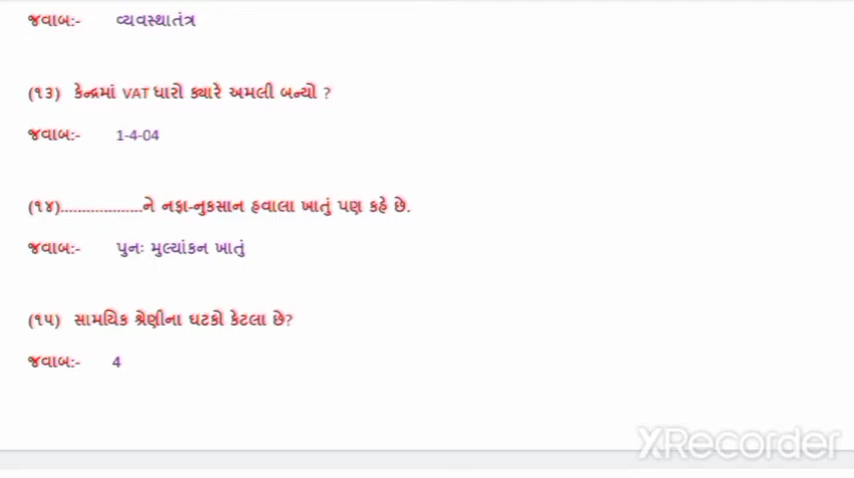 જવાબ:- વ્યવસ્થાતંત્ર
(૧૩) કેન્દ્રમાં VAT ધારો ક્યારે અમલી બન્યો ?
જવાબ:- 1-4-04
(૧૪)...................ને નફા-નુકસાન હવાલા ખાતું પણ કહે છે.
જવાબ:- પુનઃ મુલ્યાંકન ખાતું
(૧૫) સામયિક શ્રેણીના ઘટકો કેટલા છે?
જવાબ:- 4
XRecorder